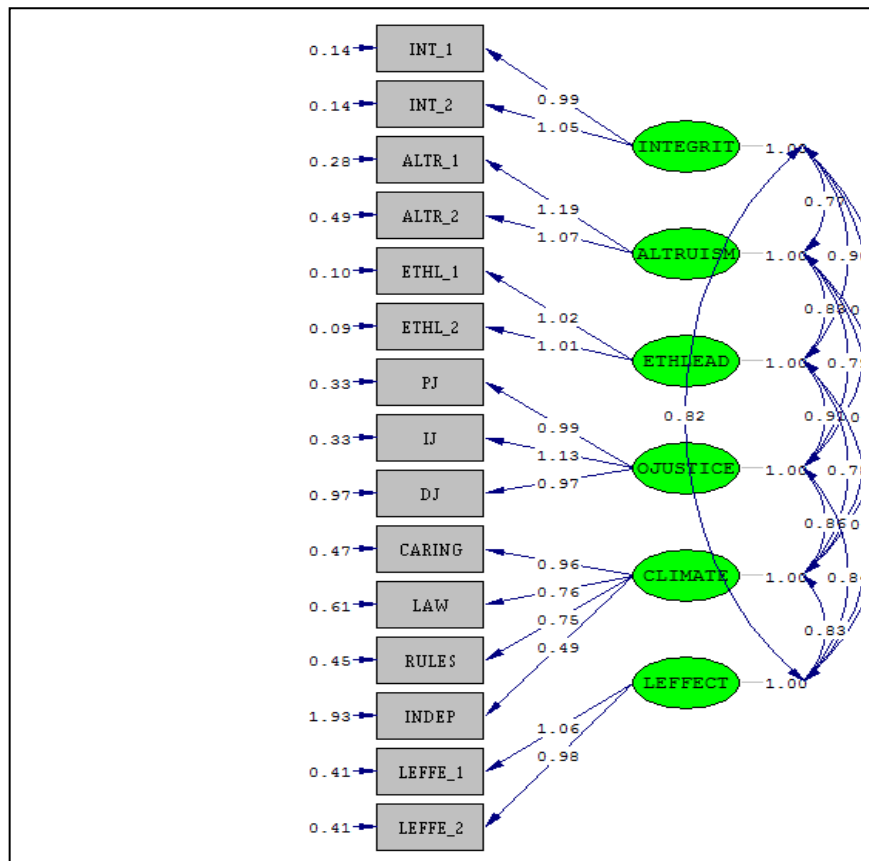 0.14 INT_1
0.99
0.14 INT_2
1.05
INTEGRIT 1.00
0.28 ALTR_1
1.19
0.77
0.49 ALTR_2
1.07
ALTRUISM 1.00
0.10 ETHL_1
1.02
0.09 ETHL_2
1.01
ETHLEAD 1.00
0.33 PJ
0.99
0.82
0.91
0.33 IJ
1.13
OJUSTICE 1.00
0.97 DJ
0.97
0.47 CARING
0.96
CLIMATE 1.00
0.61 LAW
0.76
0.75
0.83
0.45 RULES
0.49
LEFFECT 1.00
1.93 INDEP
1.06
0.41 LEFFE_1
0.98
0.41 LEFFE_2